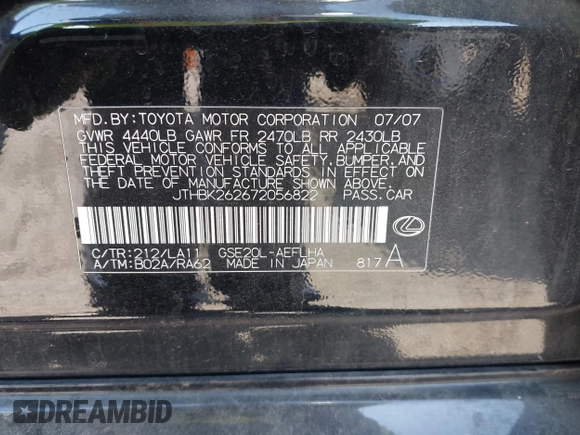 MFD.BY:TOYOTA MOTOR CORPORATION 07/07
GVWR 4440LB GAWR FR 2470LB RR 2430LB
THIS VEHICLE CONFORMS TO ALL APPLICABLE
FEDERAL MOTOR VEHICLE SAFETY, BUMPER, AND
THEFT PREVENTION STANDARDS IN EFFECT ON
THE DATE OF MANUFACTURE SHOWN ABOVE.
JTHBK262672056822 PASS.CAR
C/TR:212/LA11 GSE20L-AEFLHA
A/TM:B02A/RA62 MADE IN JAPAN 817A
DREAMBID